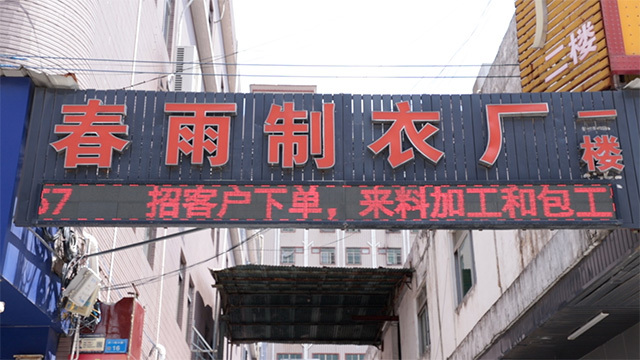 春雨制衣厂二楼
57 招客户下单，来料加工和包工
三楼